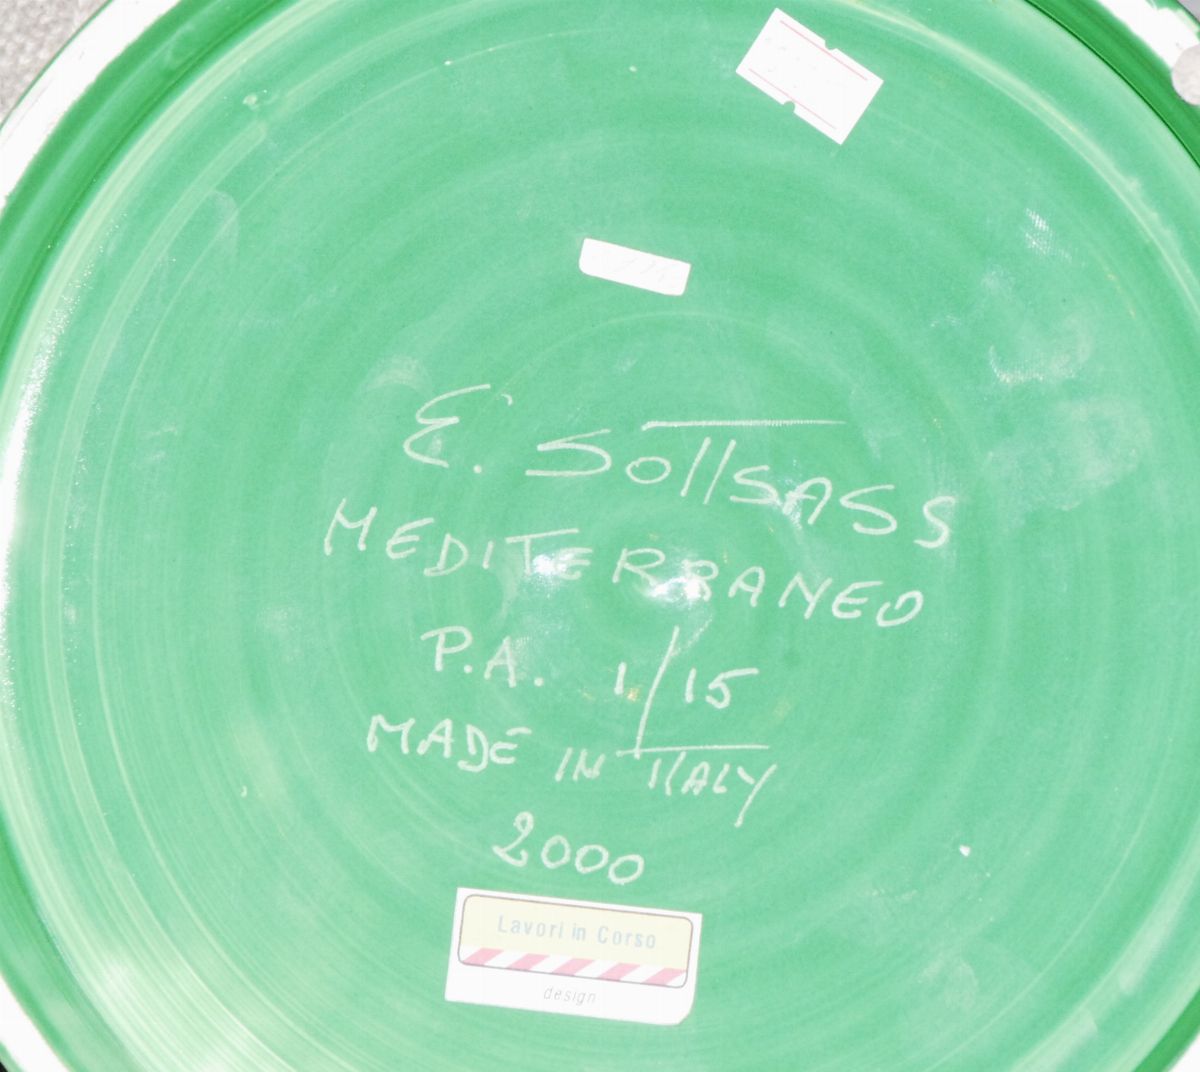 E. SOttSASS
MEDITERRANEO
P.A. 1/15
MADE IN ITALY
2000
Lavori in Corso
design